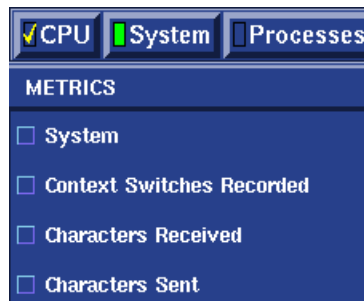 CPU System Processes
METRICS
System
Context Switches Recorded
Characters Received
Characters Sent